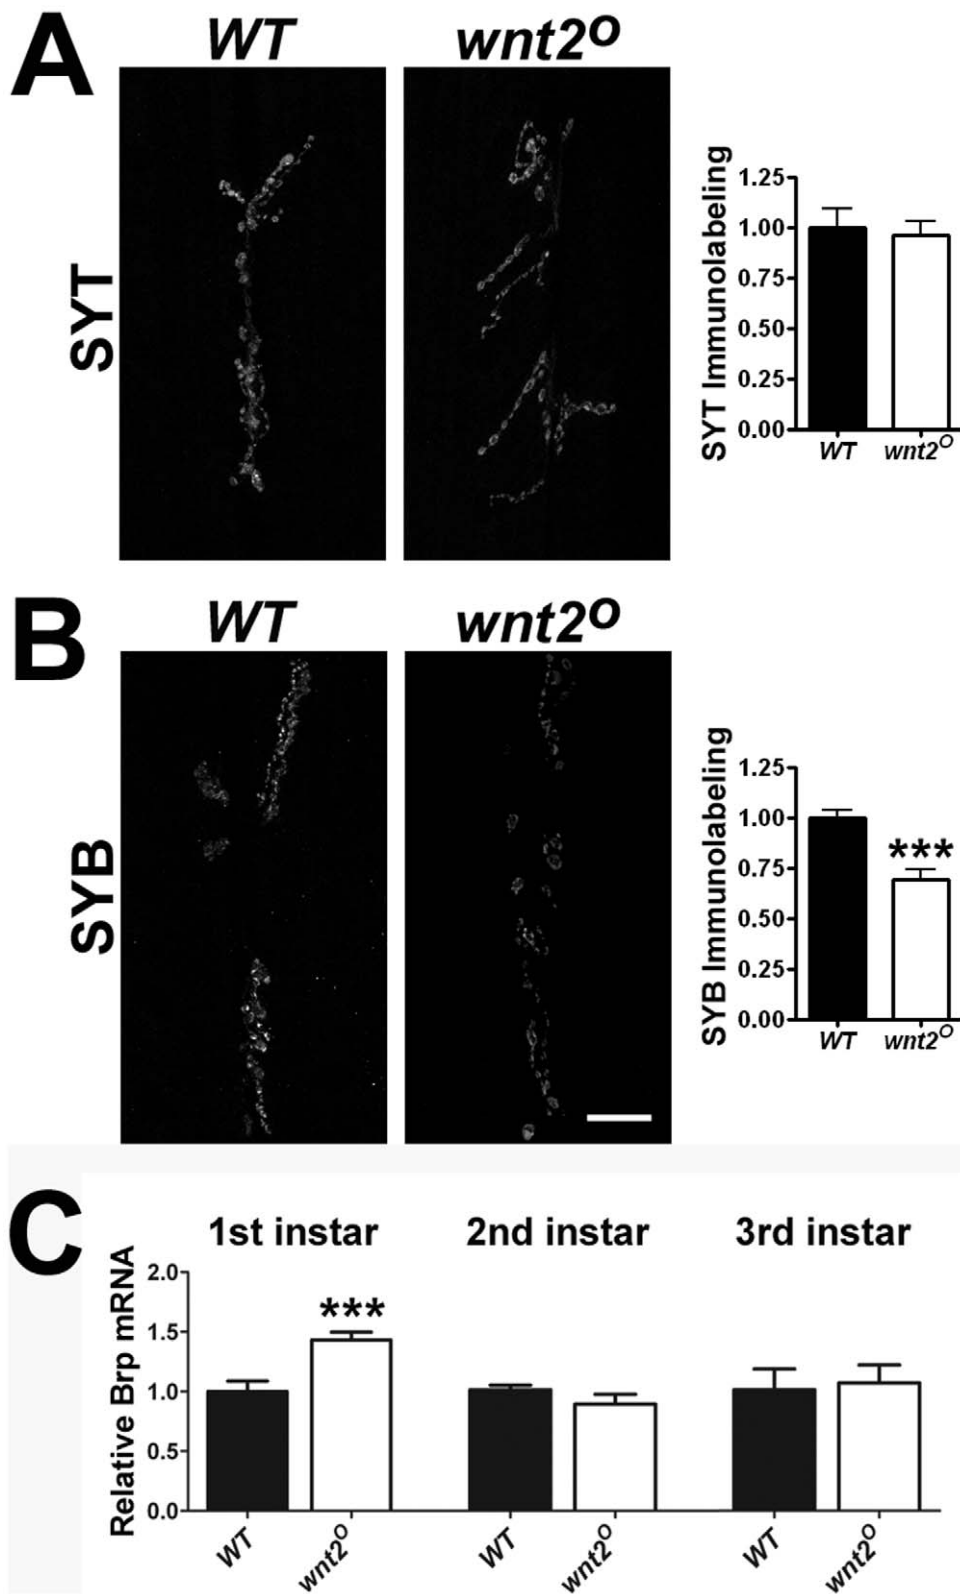 A
WT
wnt2O
SYT
SYT Immunolabeling
1.25
1.00
0.75
0.50
0.25
0.00
WT
wnt2O
B
WT
wnt2O
SYB
SYB Immunolabeling
1.25
1.00
0.75
0.50
0.25
0.00
***
WT
wnt2O
C
1st instar
2nd instar
3rd instar
Relative Brp mRNA
2.0
1.5
1.0
0.5
0.0
***
WT
wnt2O
WT
wnt2O
WT
wnt2O